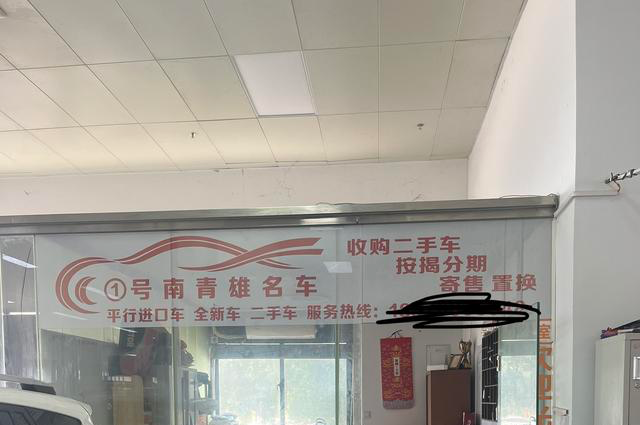 收购二手车
按揭分期
寄售 置换
①号南青雄名车
平行进口车 全新车 二手车 服务热线：